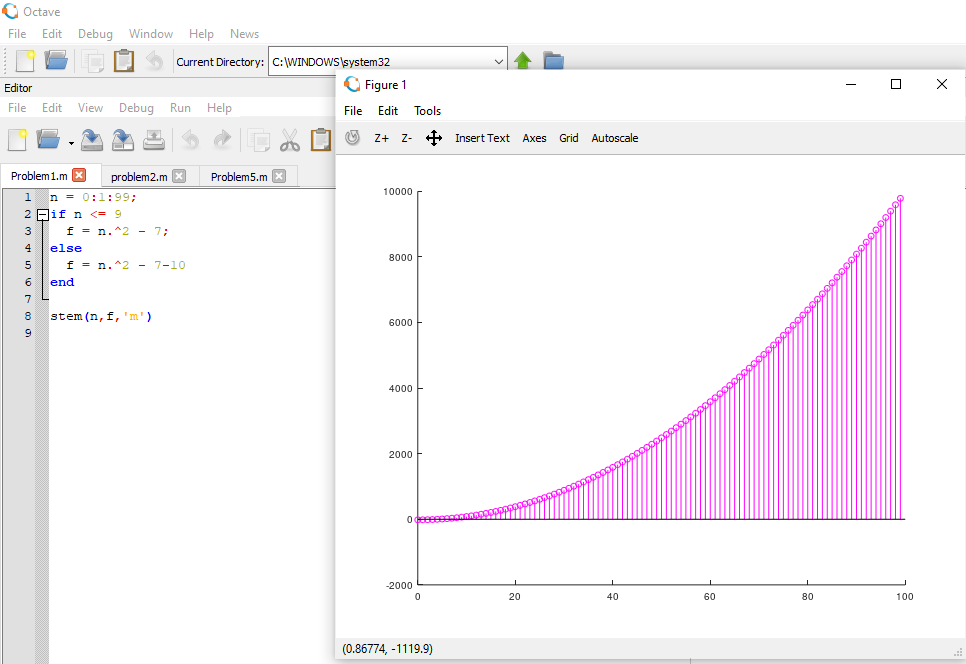 Octave
File Edit Debug Window Help News
Current Directory: C:\WINDOWS\system32
Editor
File Edit View Debug Run Help
Problem1.m problem2.m Problem5.m
1 n = 0:1:99;
2 if n <= 9
3 f = n.^2 - 7;
4 else
5 f = n.^2 - 7-10
6 end
7
8 stem(n,f,'m')
9
Figure 1
File Edit Tools
Z+ Z- Insert Text Axes Grid Autoscale
10000
8000
6000
4000
2000
0
-2000
0 20 40 60 80 100
(0.86774, -1119.9)